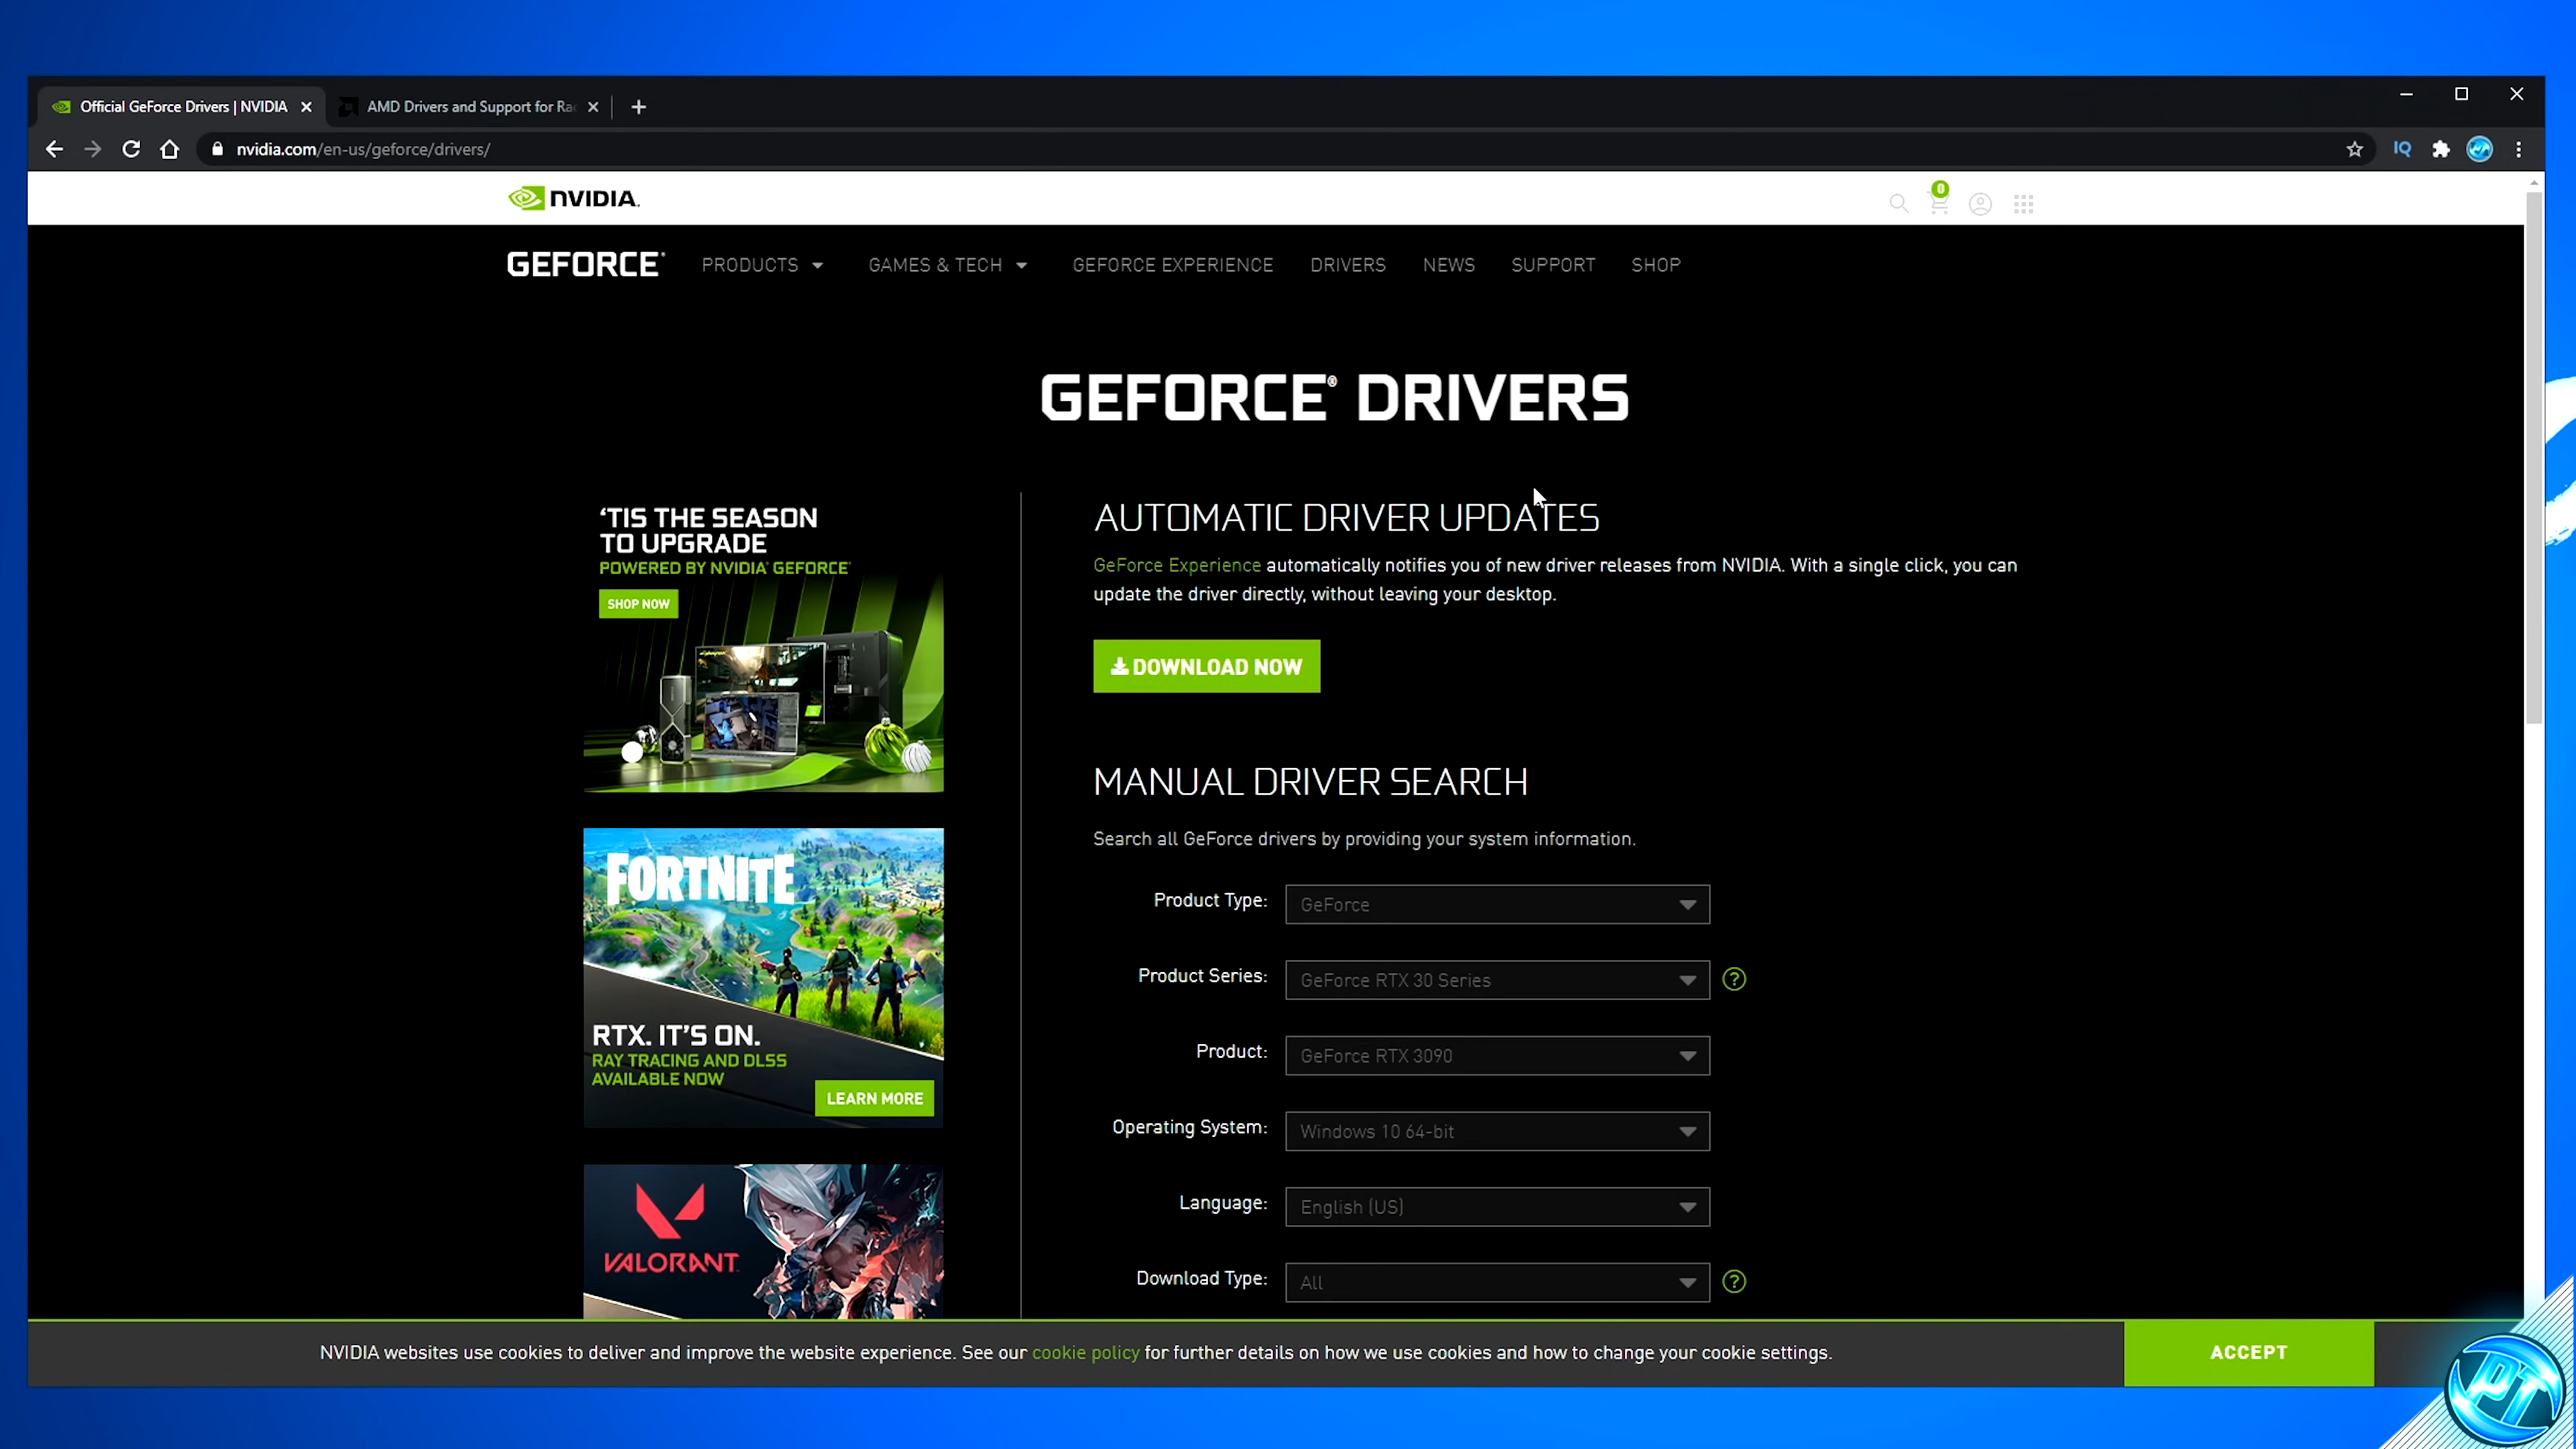 Official GeForce Drivers | NVIDIA
AMD Drivers and Support for Ra
nvidia.com/en-us/geforce/drivers/
IQ
NVIDIA.
0
GEFORCE® PRODUCTS GAMES & TECH GEFORCE EXPERIENCE DRIVERS NEWS SUPPORT SHOP
GEFORCE® DRIVERS
'TIS THE SEASON
TO UPGRADE
POWERED BY NVIDIA® GEFORCE®
SHOP NOW
FORTNITE
RTX. IT'S ON.
RAY TRACING AND DLSS
AVAILABLE NOW
LEARN MORE
VALORANT
AUTOMATIC DRIVER UPDATES
GeForce Experience automatically notifies you of new driver releases from NVIDIA. With a single click, you can
update the driver directly, without leaving your desktop.
DOWNLOAD NOW
MANUAL DRIVER SEARCH
Search all GeForce drivers by providing your system information.
Product Type: GeForce
Product Series: GeForce RTX 30 Series ?
Product: GeForce RTX 3090
Operating System: Windows 10 64-bit
Language: English (US)
Download Type: All ?
NVIDIA websites use cookies to deliver and improve the website experience. See our cookie policy for further details on how we use cookies and how to change your cookie settings.
ACCEPT
PT